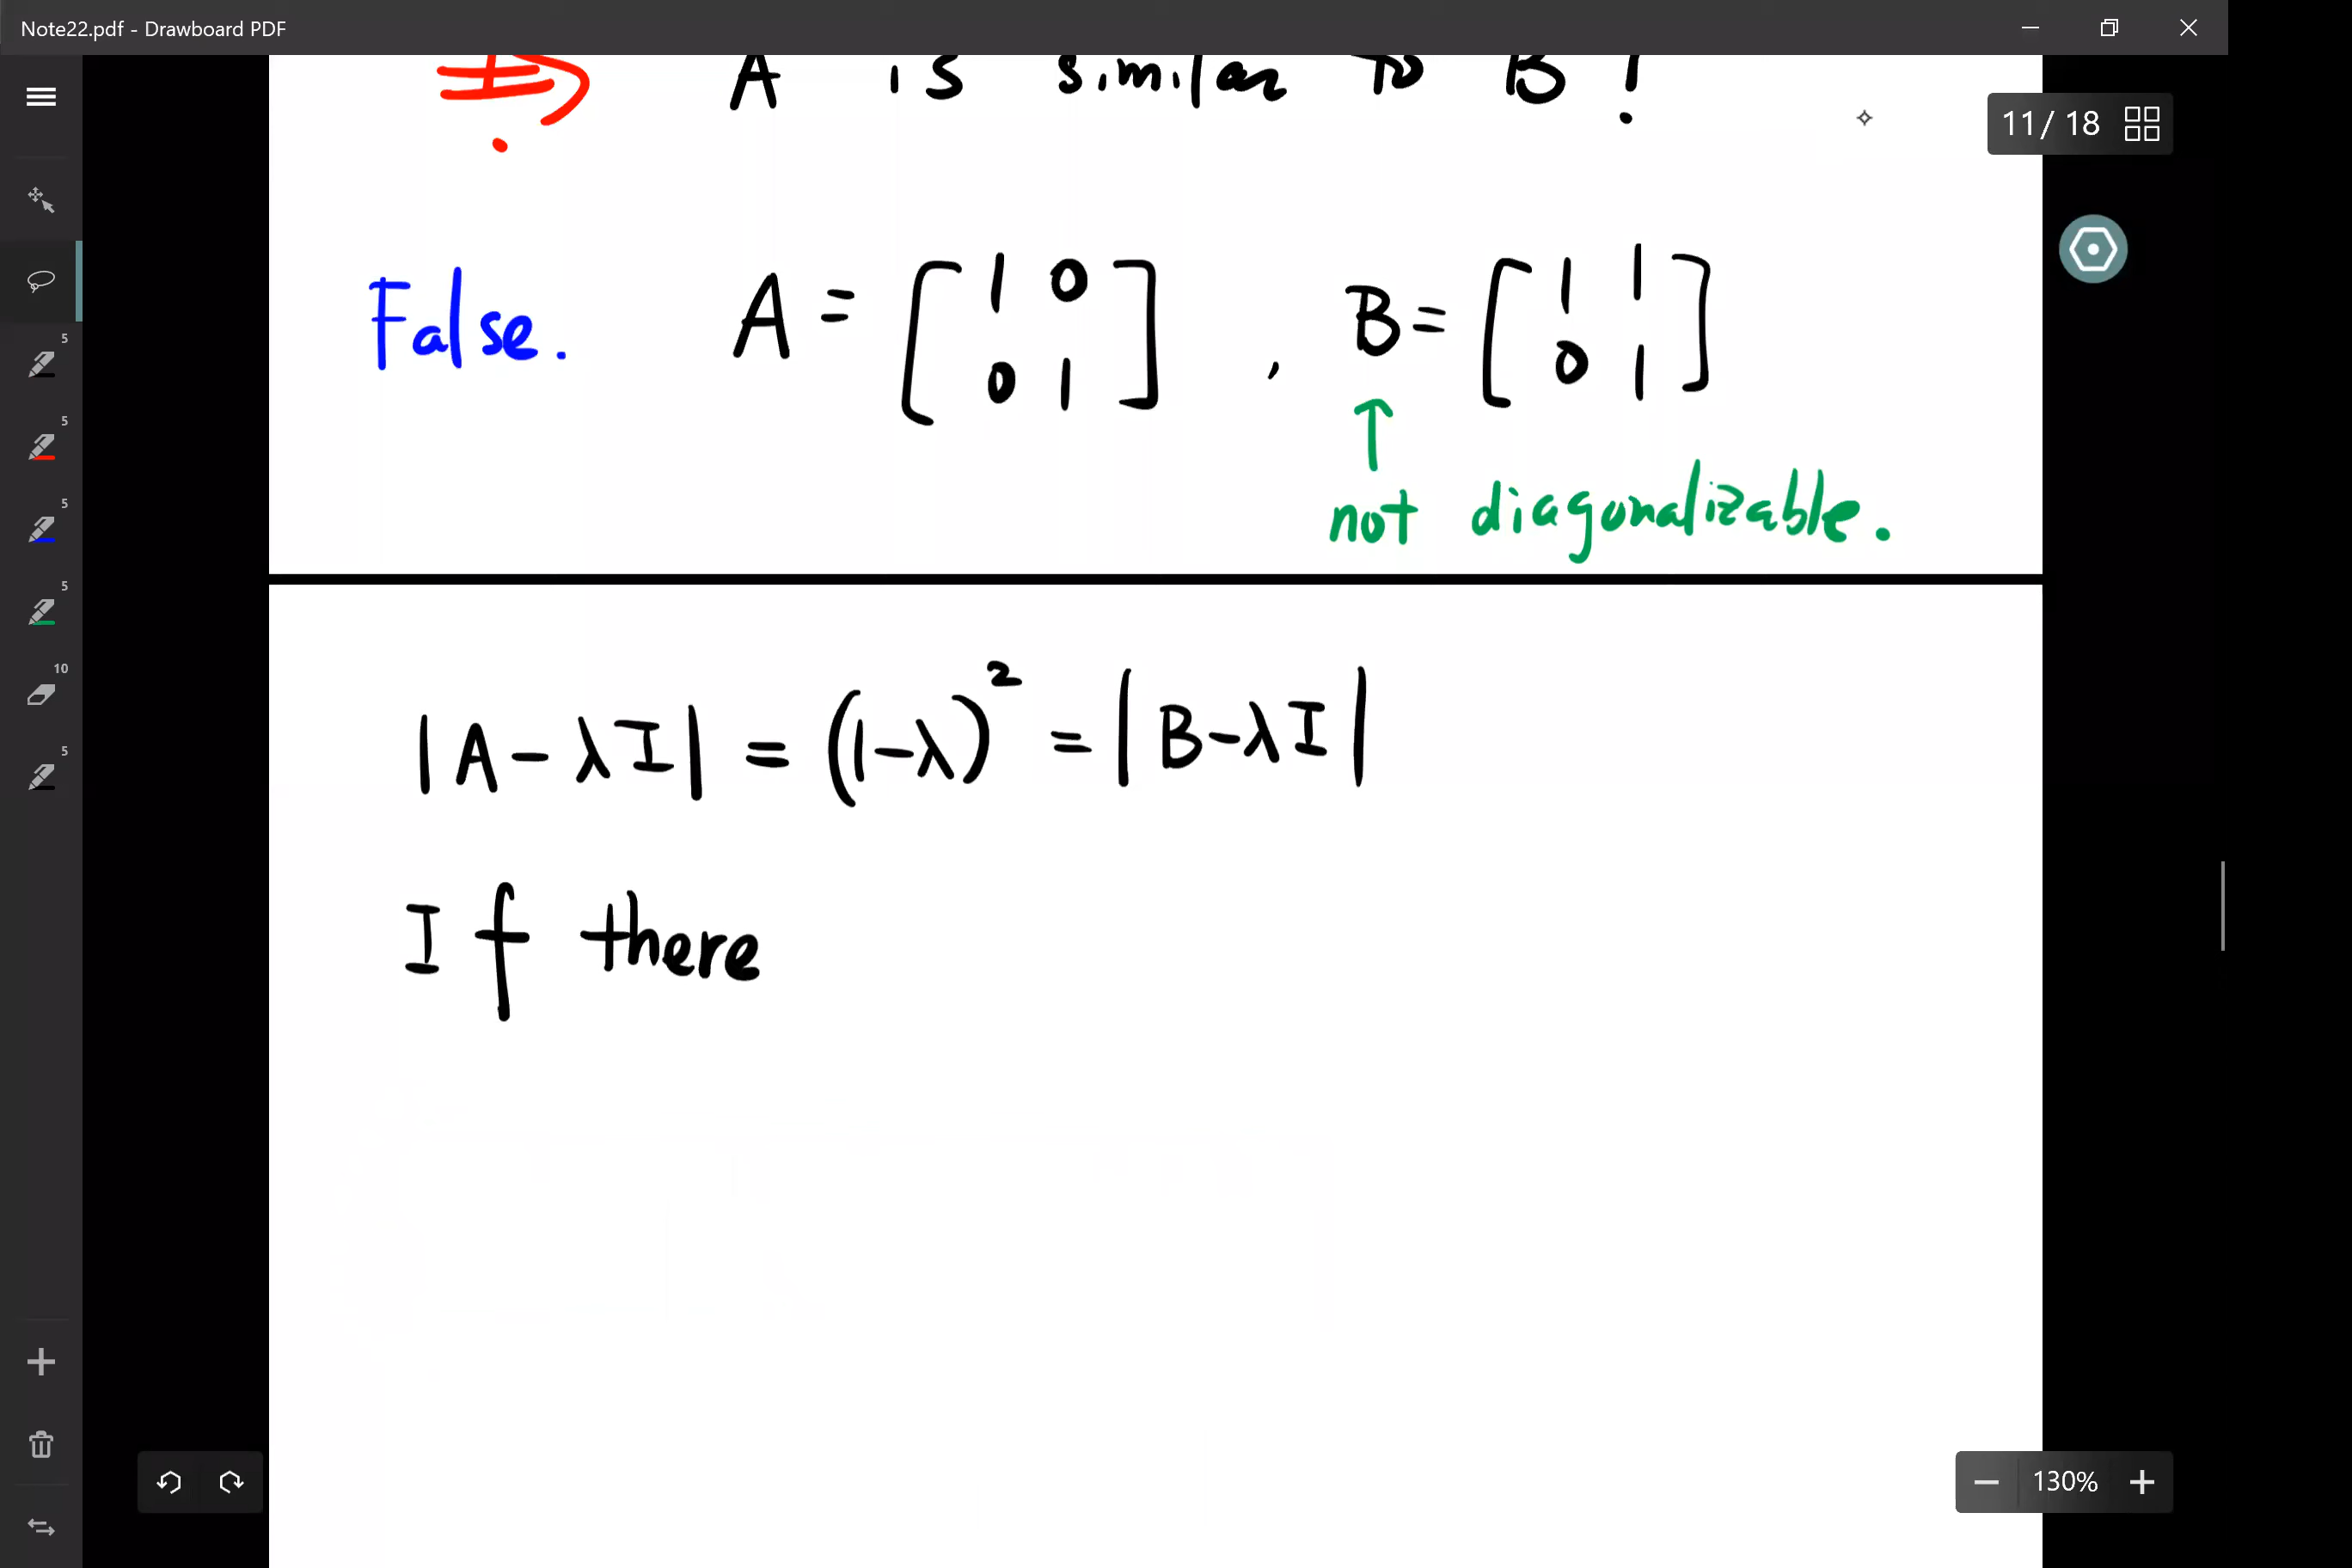 Note22.pdf - Drawboard PDF
A is similar to B!
11 / 18
False. A = [ 1 0 0 1 ] , B = [ 1 1 0 1 ]
↑
not diagonalizable.
|A-λI| = (1-λ)² = |B-λI|
If there
5
5
5
5
10
5
130%